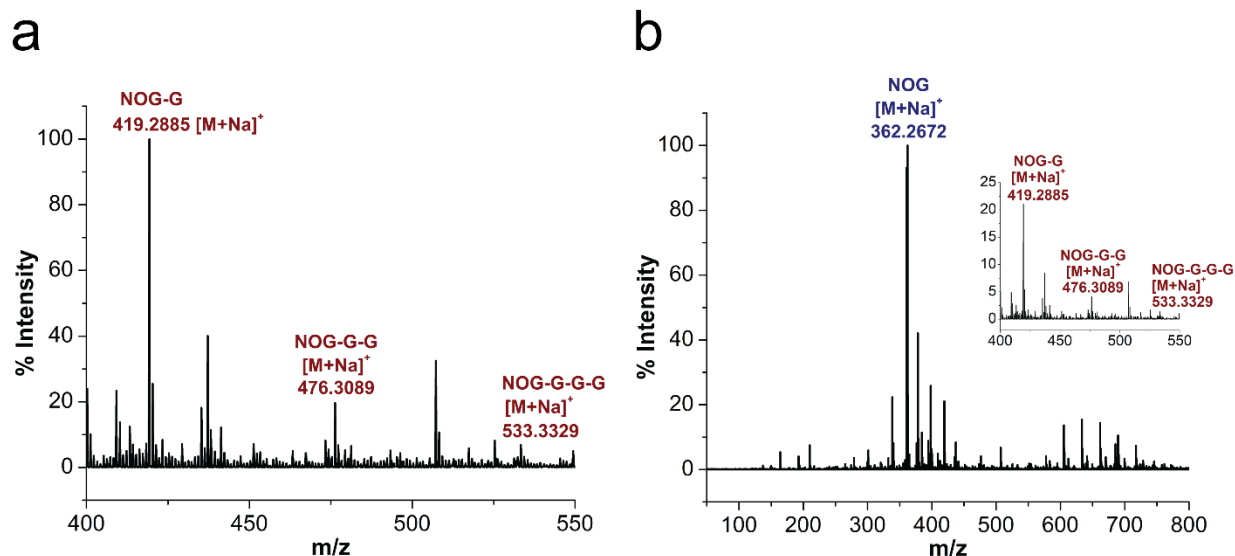 a
NOG-G
419.2885 [M+Na]+
NOG-G-G
[M+Na]+
476.3089
NOG-G-G-G
[M+Na]+
533.3329
% Intensity
100
80
60
40
20
0
400
450
500
550
m/z
b
NOG
[M+Na]+
362.2672
% Intensity
100
80
60
40
20
0
100 200 300 400 500 600 700 800
m/z
NOG-G
[M+Na]+
419.2885
NOG-G-G
[M+Na]+
476.3089
NOG-G-G-G
[M+Na]+
533.3329
25
20
15
10
5
0
400 450 500 550